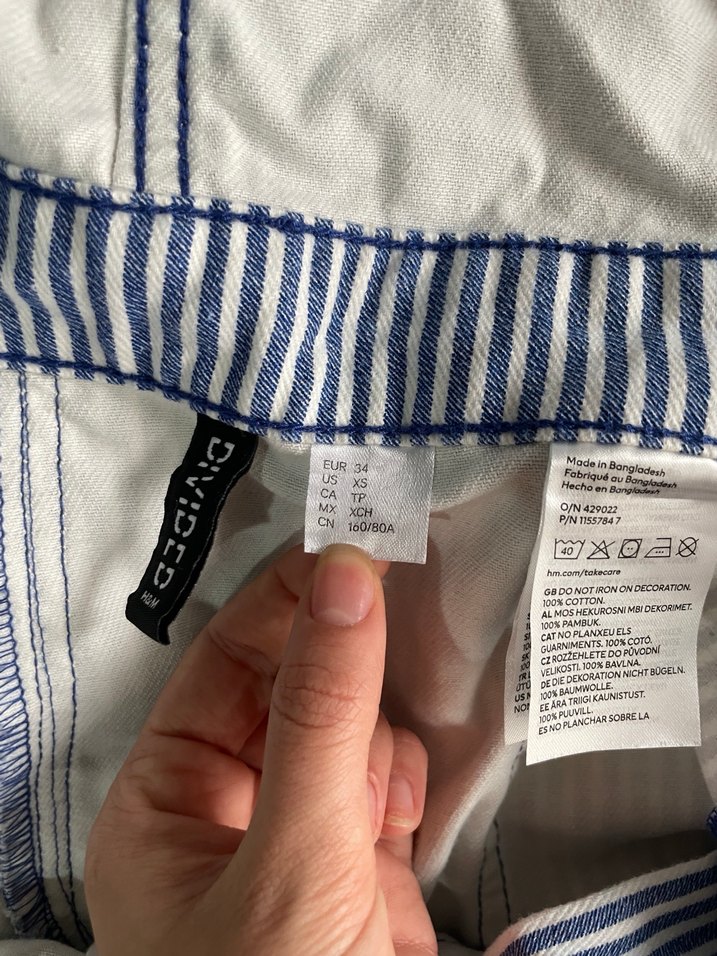 DIVIDED
H&M
EUR 34
US XS
CA TP
MX XCH
CN 160/80A
Made in Bangladesh
Fabriqué au Bangladesh
Hecho en Bangladesh
O/N 429022
P/N 1155784 7
40
hm.com/takecare
GB DO NOT IRON ON DECORATION.
100% COTTON.
AL MOS HEKUROSNI MBI DEKORIMET.
100% PAMBUK.
CAT NO PLANXEU ELS
GUARNIMENTS. 100% COTÓ.
CZ ROZŽEHLETE DO PŮVODNÍ
VELIKOSTI. 100% BAVLNA.
DE DIE DEKORATION NICHT BÜGELN.
100% BAUMWOLLE.
EE ÄRA TRIIGI KAUNISTUST.
100% PUUVILL.
ES NO PLANCHAR SOBRE LA